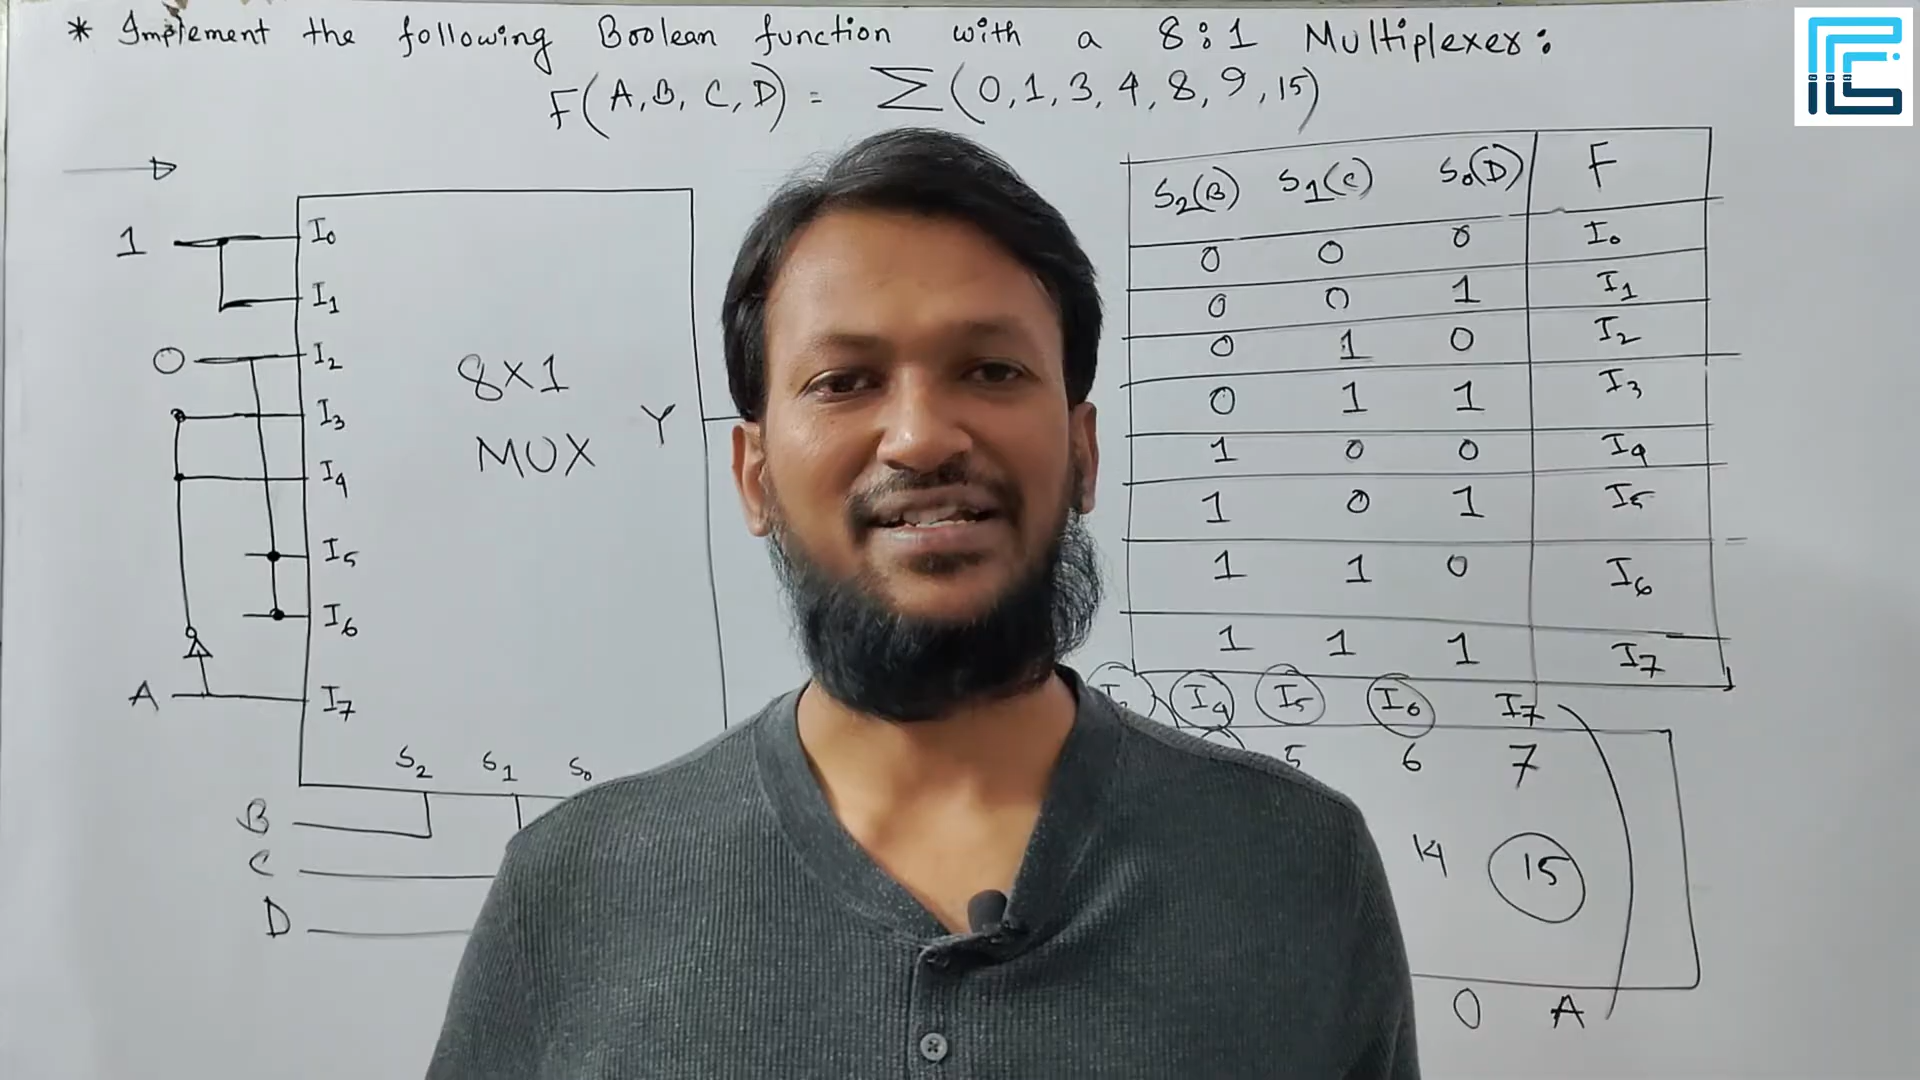 * Implement the following Boolean function with a 8:1 Multiplexer:
F(A,B,C,D) = ∑(0,1,3,4,8,9,15)
1 I0
I1
0 I2
I3
I4
I5
I6
A I7
8X1
MUX
Y
S2 S1 S0
B
C
D
S2(B) S1(C) S0(D) F
0 0 0 I0
0 0 1 I1
0 1 0 I2
0 1 1 I3
1 0 0 I4
1 0 1 I5
1 1 0 I6
1 1 1 I7
I4 I5 I6 I7
5 6 7
14 15
0 A